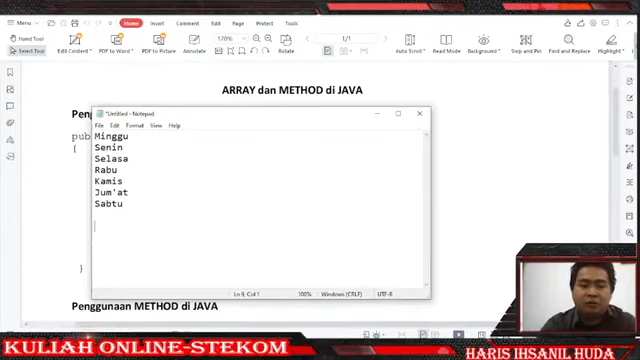 Menu
Home
Insert
Comment
Edit
Page
Protect
Tools
Hand Tool
Select Tool
Edit Content
PDF to Office
PDF to Picture
Annotate
170%
Rotate
1/1
Auto Scroll
Read Mode
Background
Snip and Pin
Find and Replace
Highlight
ARRAY dan METHOD di JAVA
Peng
pub
{
*Untitled - Notepad
File Edit Format View Help
Minggu
Senin
Selasa
Rabu
Kamis
Jum'at
Sabtu
Ln 9, Col 1
100%
Windows (CRLF)
UTF-8
}
Penggunaan METHOD di JAVA
KULIAH ONLINE-STEKOM
HARIS IHSANIL HUDA